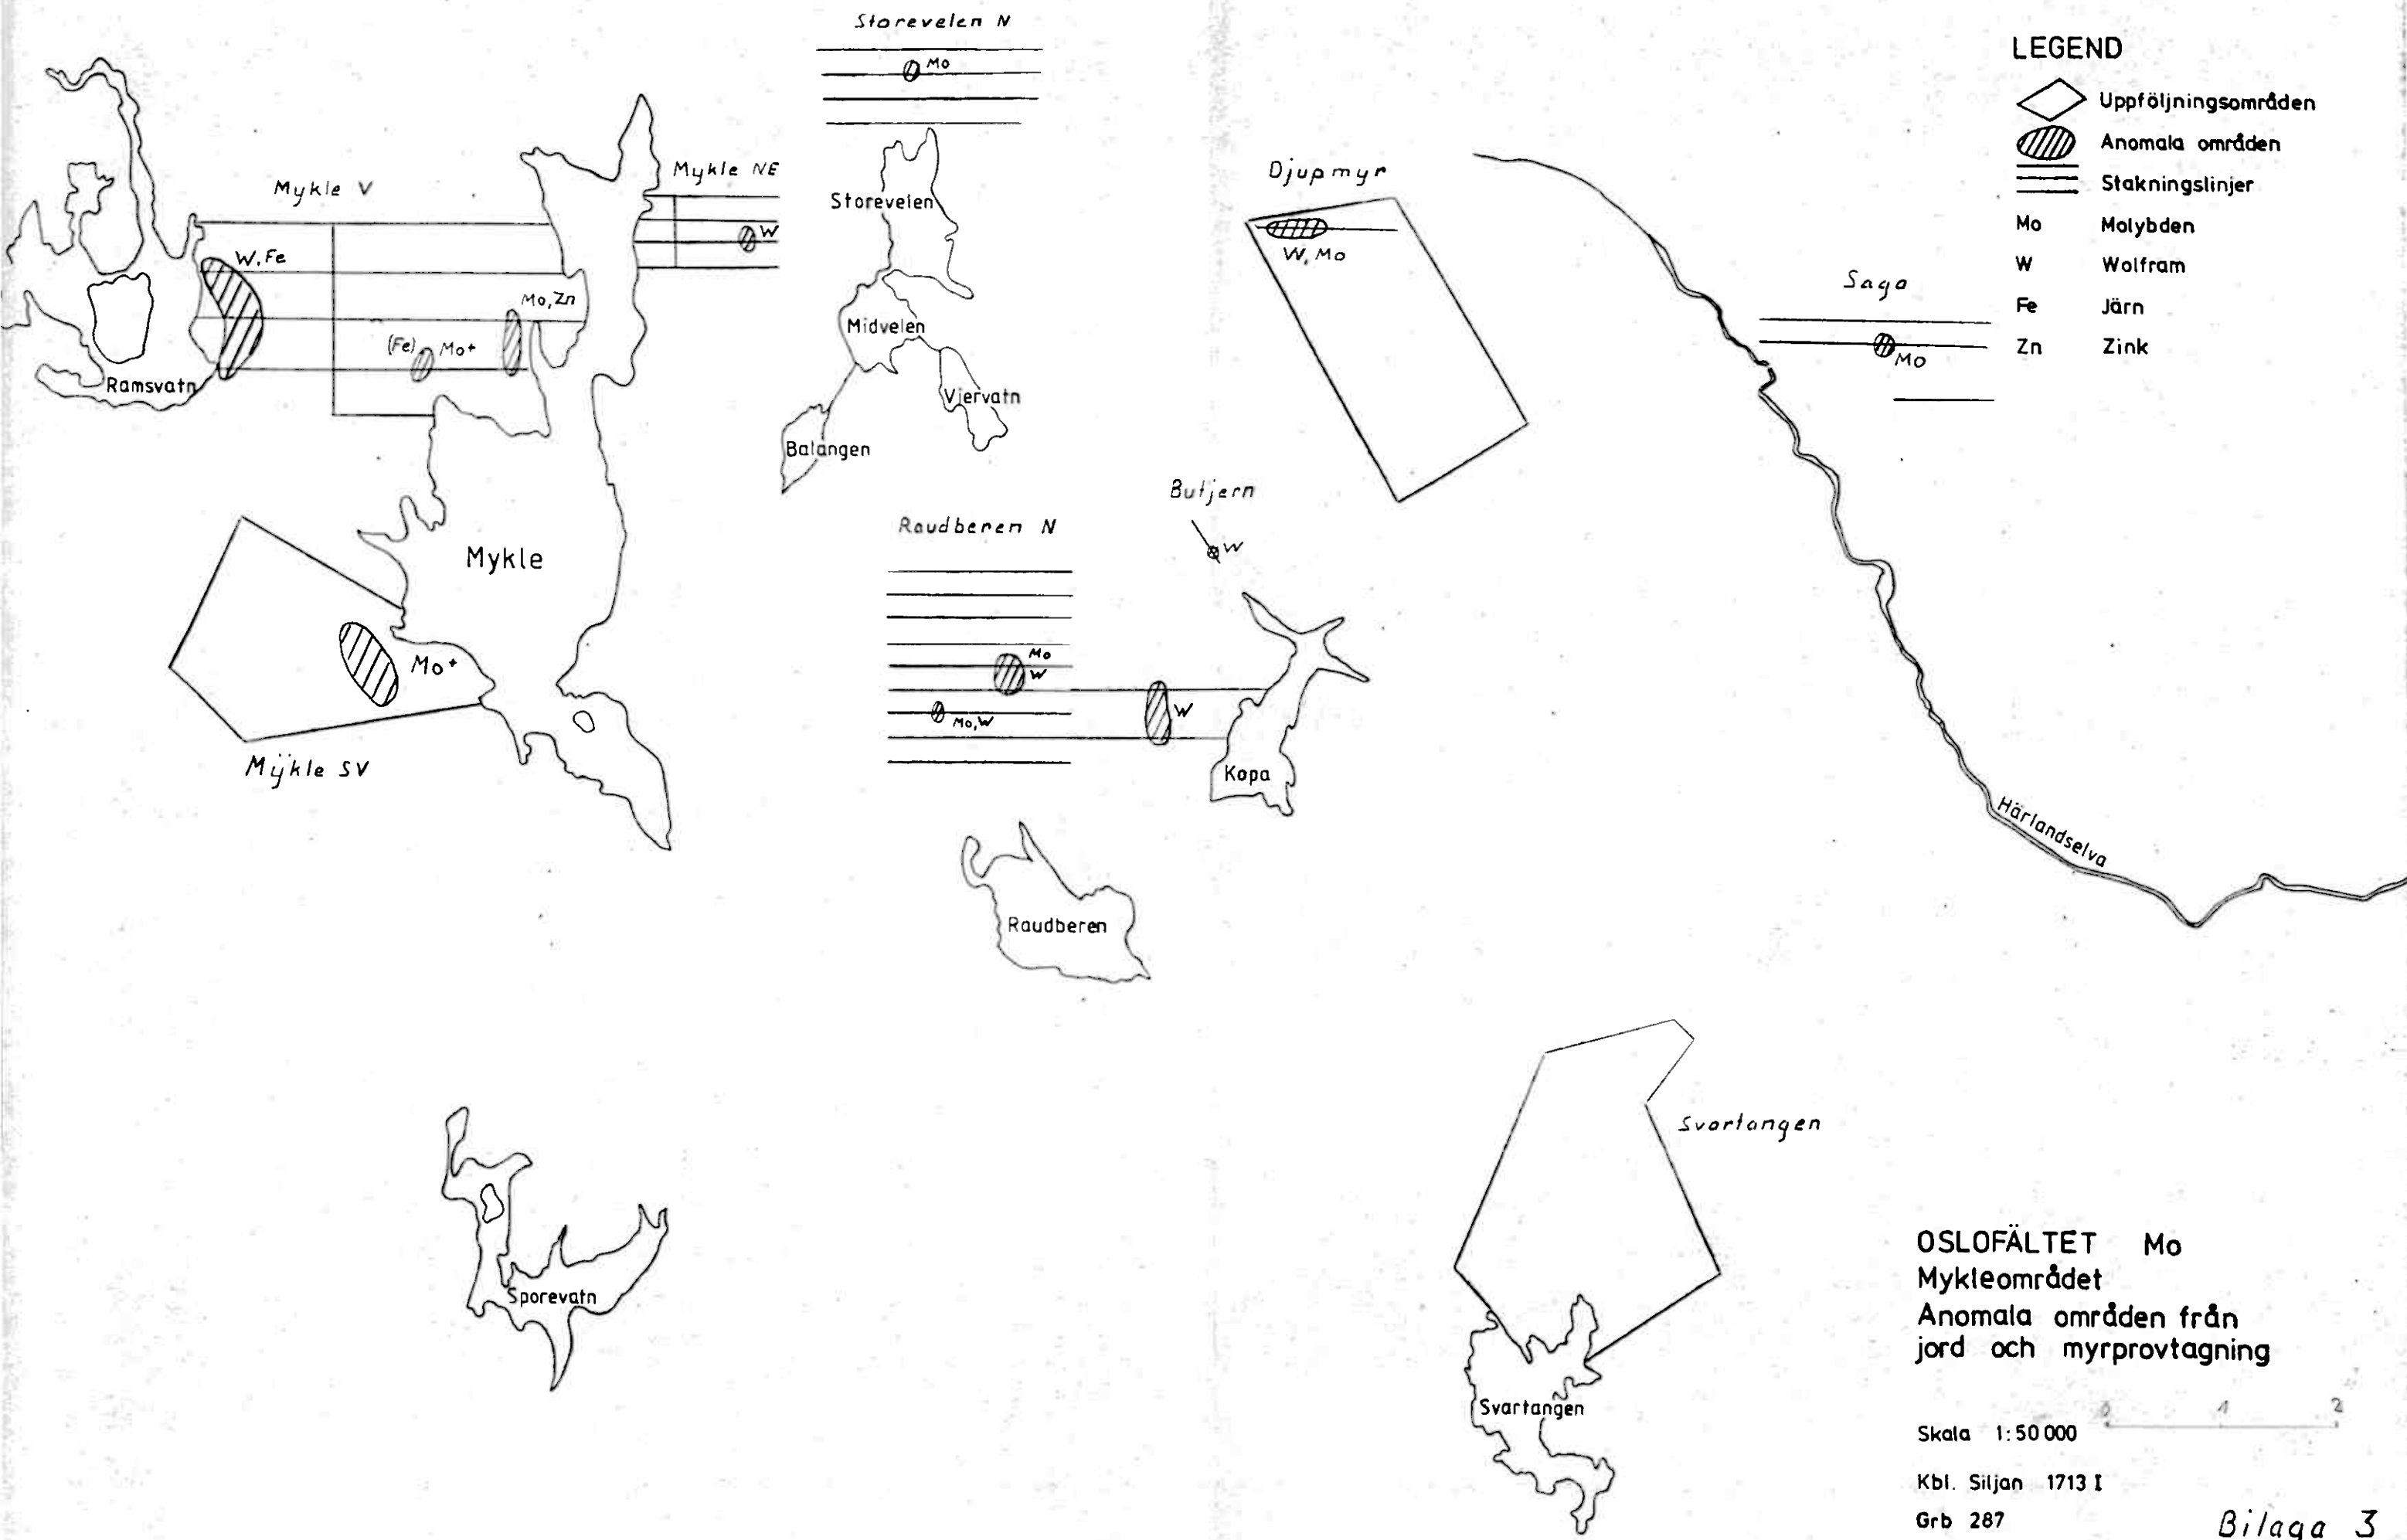 Storevelen N
Mo
LEGEND
Uppföljningsområden
Anomala områden
Stakningslinjer
Mo Molybden
W Wolfram
Fe Järn
Zn Zink
Mykle V
Mykle NE
W
Storevelen
Djupmyr
W, Mo
W, Fe
Mo, Zn
(Fe) Mo+
Ramsvatn
Midvelen
Vjervatn
Balangen
Saga
Mo
Butjern
W
Raudberen N
Mykle
Mo
W
Mo, W
W
Mo+
Mykle SV
Kopa
Härlandselva
Raudberen
Svartangen
Sporevatn
Svartangen
OSLOFÄLTET Mo
Mykleområdet
Anomala områden från
jord och myrprovtagning
0 1 2
Skala 1:50 000
Kbl. Siljan 1713 I
Grb 287
Bilaga 3